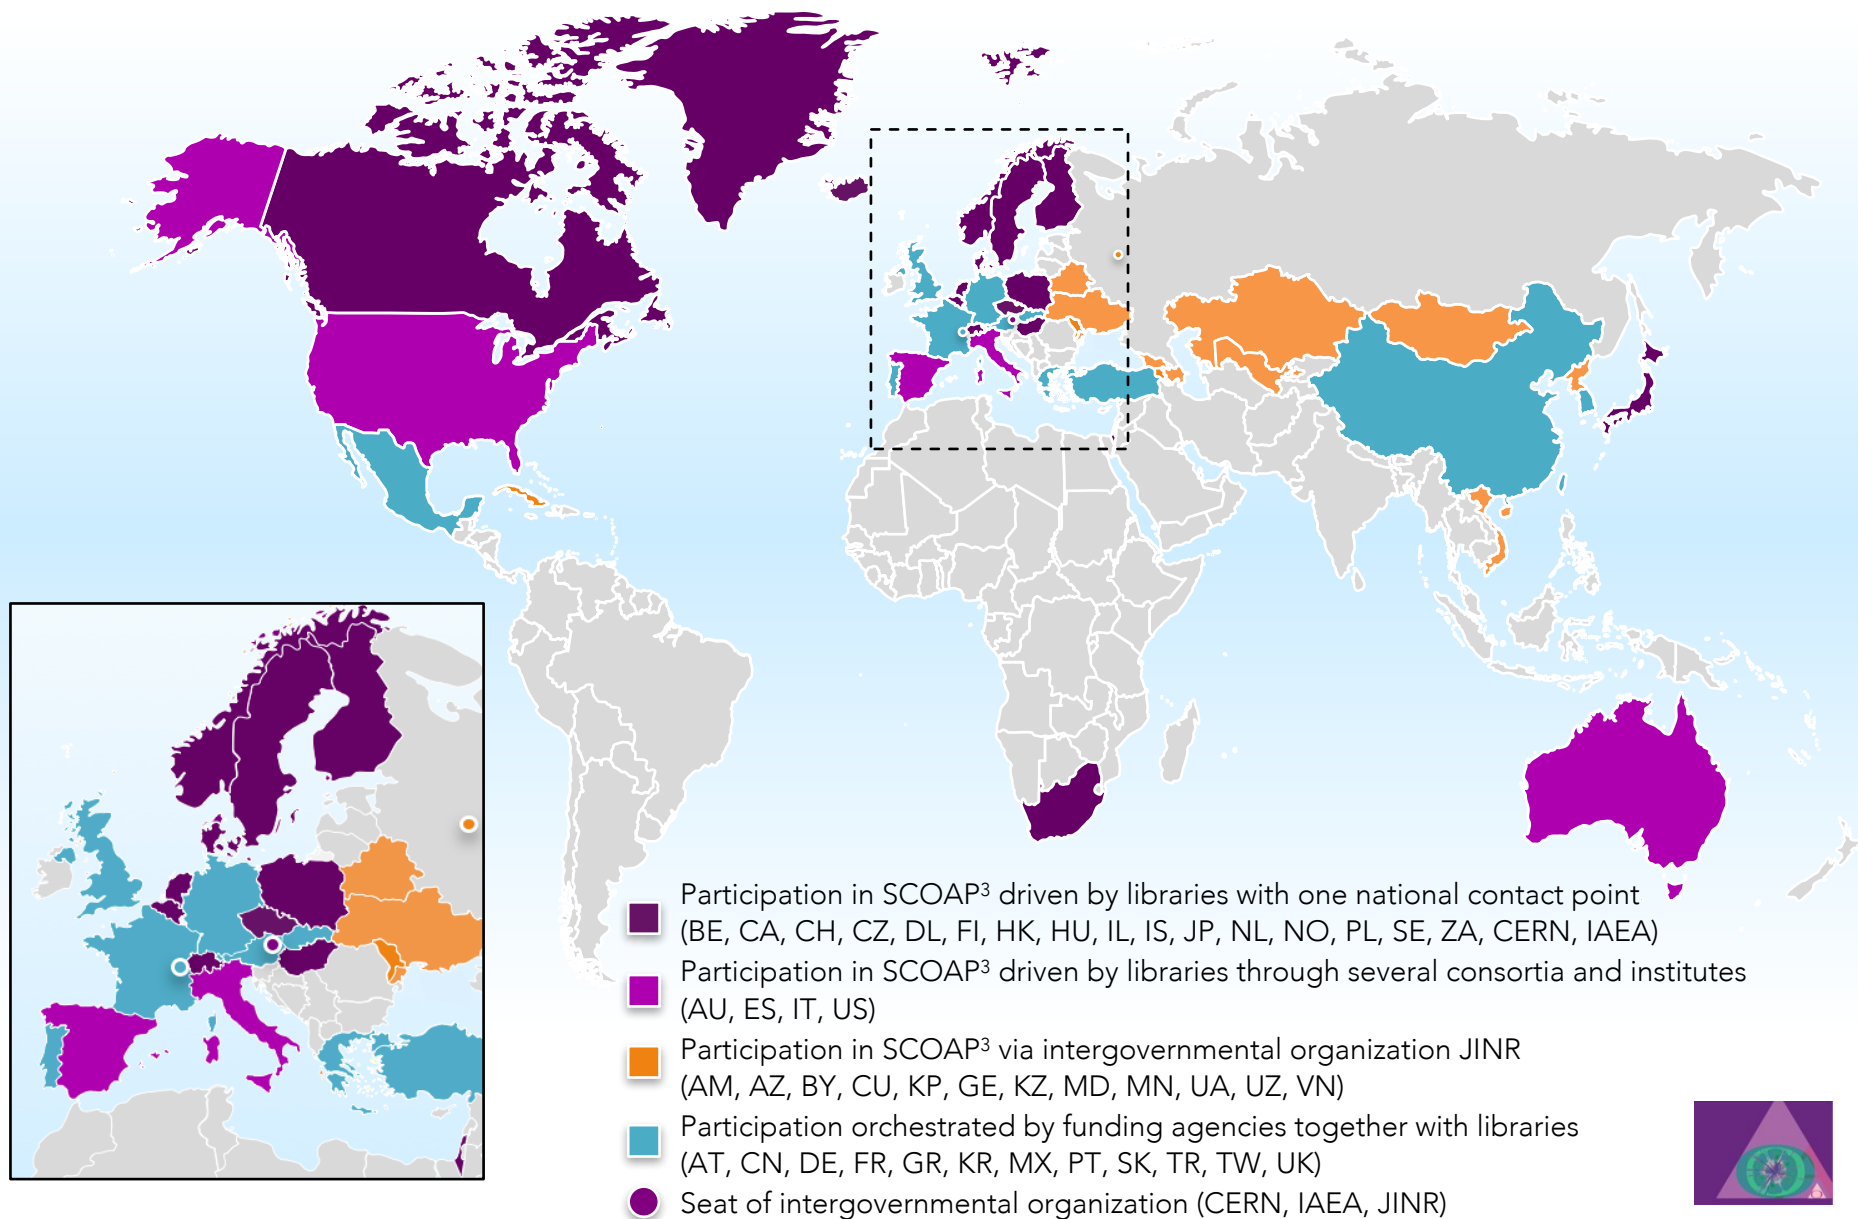 Participation in SCOAP³ driven by libraries with one national contact point
(BE, CA, CH, CZ, DL, FI, HK, HU, IL, IS, JP, NL, NO, PL, SE, ZA, CERN, IAEA)
Participation in SCOAP³ driven by libraries through several consortia and institutes
(AU, ES, IT, US)
Participation in SCOAP³ via intergovernmental organization JINR
(AM, AZ, BY, CU, KP, GE, KZ, MD, MN, UA, UZ, VN)
Participation orchestrated by funding agencies together with libraries
(AT, CN, DE, FR, GR, KR, MX, PT, SK, TR, TW, UK)
Seat of intergovernmental organization (CERN, IAEA, JINR)